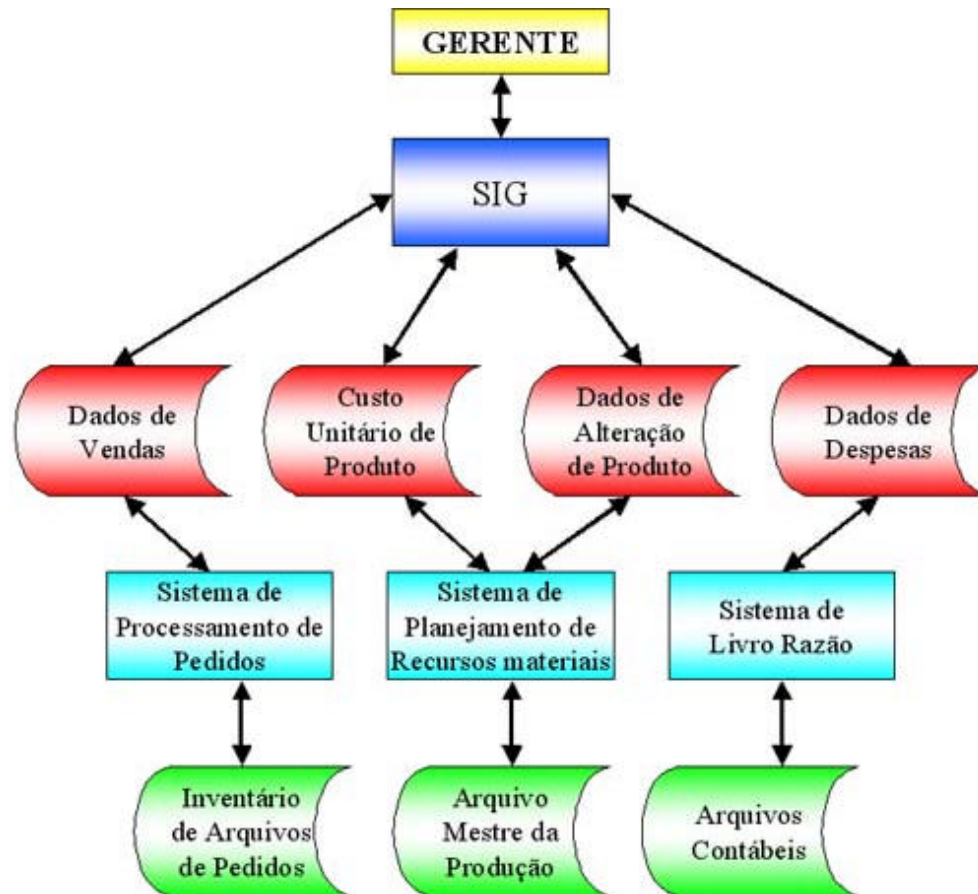 GERENTE
SIG
Dados de
Vendas
Custo
Unitário de
Produto
Dados de
Alteração
de Produto
Dados de
Despesas
Sistema de
Processamento de
Pedidos
Sistema de
Planejamento de
Recursos materiais
Sistema de
Livro Razão
Inventário
de Arquivos
de Pedidos
Arquivo
Mestre da
Produção
Arquivos
Contábeis